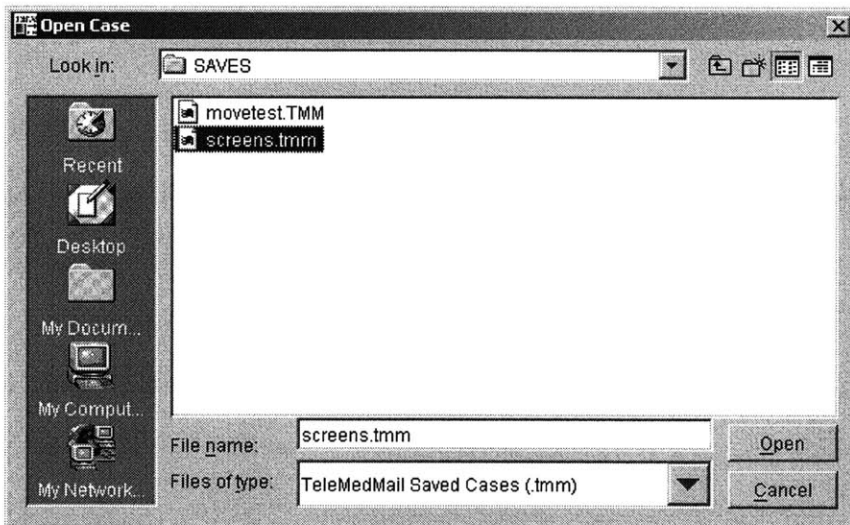 Open Case
Look in:
SAVES
movetest.TMM
screens.tmm
Recent
Desktop
My Docum...
My Comput...
My Network...
File name:
screens.tmm
Open
Files of type:
TeleMedMail Saved Cases (.tmm)
Cancel